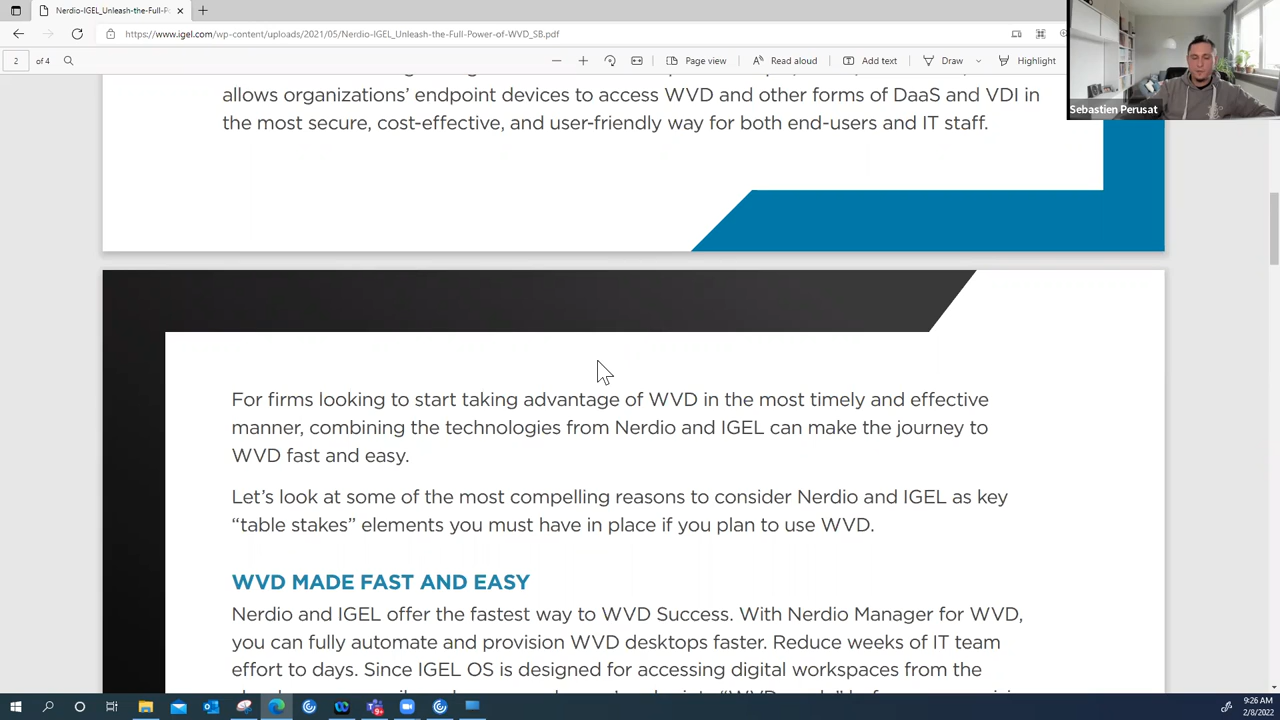 Nerdio-IGEL_Unleash-the-Full-P
https://www.igel.com/wp-content/uploads/2021/05/Nerdio-IGEL_Unleash-the-Full-Power-of-WVD_SB.pdf
2 of 4 Page view Read aloud Add text Draw Highlight
Sebastien Perusat
allows organizations’ endpoint devices to access WVD and other forms of DaaS and VDI in
the most secure, cost-effective, and user-friendly way for both end-users and IT staff.
For firms looking to start taking advantage of WVD in the most timely and effective
manner, combining the technologies from Nerdio and IGEL can make the journey to
WVD fast and easy.
Let’s look at some of the most compelling reasons to consider Nerdio and IGEL as key
“table stakes” elements you must have in place if you plan to use WVD.
WVD MADE FAST AND EASY
Nerdio and IGEL offer the fastest way to WVD Success. With Nerdio Manager for WVD,
you can fully automate and provision WVD desktops faster. Reduce weeks of IT team
effort to days. Since IGEL OS is designed for accessing digital workspaces from the
9:26 AM
2/8/2022